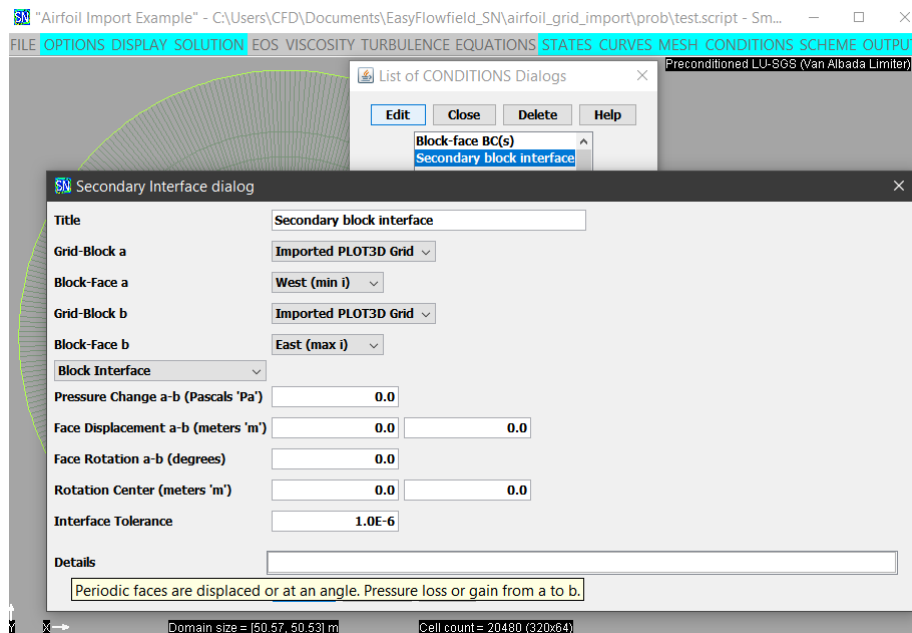 "Airfoil Import Example" - C:\Users\CFD\Documents\EasyFlowfield_SN\airfoil_grid_import\prob\test.script - Sm...
FILE OPTIONS DISPLAY SOLUTION EOS VISCOSITY TURBULENCE EQUATIONS STATES CURVES MESH CONDITIONS SCHEME OUTPU
Preconditioned LU-SGS (Van Albada Limiter)
List of CONDITIONS Dialogs
Edit Close Delete Help
Block-face BC(s)
Secondary block interface
SN Secondary Interface dialog
Title Secondary block interface
Grid-Block a Imported PLOT3D Grid
Block-Face a West (min i)
Grid-Block b Imported PLOT3D Grid
Block-Face b East (max i)
Block Interface
Pressure Change a-b (Pascals 'Pa') 0.0
Face Displacement a-b (meters 'm') 0.0 0.0
Face Rotation a-b (degrees) 0.0
Rotation Center (meters 'm') 0.0 0.0
Interface Tolerance 1.0E-6
Details
Periodic faces are displaced or at an angle. Pressure loss or gain from a to b.
Y X Domain size = [50.57, 50.53] m Cell count= 20480 (320x64)